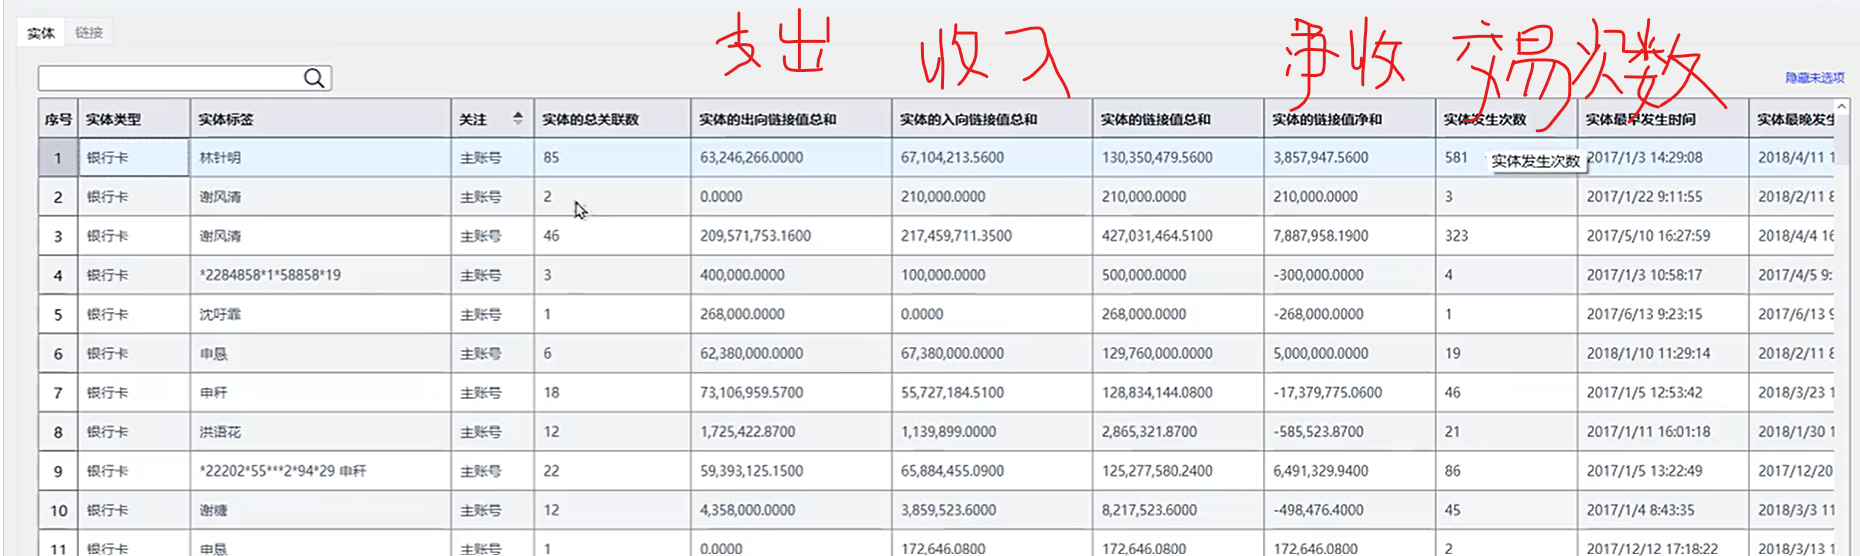 支出 收入 净收 交易次数
实体 链接
隐藏未选项
序号 实体类型 实体标签 关注 实体的总关联数 实体的出向链接值总和 实体的入向链接值总和 实体的链接值总和 实体的链接值净和 实体发生次数 实体最早发生时间 实体最晚发生
1 银行卡 林针明 主账号 85 63,246,266.0000 67,104,213.5600 130,350,479.5600 3,857,947.5600 581 实体发生次数 2017/1/3 14:29:08 2018/4/11 1
2 银行卡 谢风清 主账号 2 0.0000 210,000.0000 210,000.0000 210,000.0000 3 2017/1/22 9:11:55 2018/2/11 8
3 银行卡 谢风清 主账号 46 209,571,753.1600 217,459,711.3500 427,031,464.5100 7,887,958.1900 323 2017/5/10 16:27:59 2018/4/4 16
4 银行卡 *2284858*1*58858*19 主账号 3 400,000.0000 100,000.0000 500,000.0000 -300,000.0000 4 2017/1/3 10:58:17 2017/4/5 9:
5 银行卡 沈吁霏 主账号 1 268,000.0000 0.0000 268,000.0000 -268,000.0000 1 2017/6/13 9:23:15 2017/6/13 9
6 银行卡 申恳 主账号 6 62,380,000.0000 67,380,000.0000 129,760,000.0000 5,000,000.0000 19 2018/1/10 11:29:14 2018/2/11 8
7 银行卡 申秆 主账号 18 73,106,959.5700 55,727,184.5100 128,834,144.0800 -17,379,775.0600 46 2017/1/5 12:53:42 2018/3/23 1
8 银行卡 洪语花 主账号 12 1,725,422.8700 1,139,899.0000 2,865,321.8700 -585,523.8700 21 2017/1/11 16:01:18 2018/1/30 1
9 银行卡 *22202*55***2*94*29 申秆 主账号 22 59,393,125.1500 65,884,455.0900 125,277,580.2400 6,491,329.9400 86 2017/1/5 13:22:49 2017/12/20
10 银行卡 谢糖 主账号 12 4,358,000.0000 3,859,523.6000 8,217,523.6000 -498,476.4000 45 2017/1/4 8:43:35 2018/3/3 11
11 银行卡 申恳 主账号 1 0.0000 172,646.0800 172,646.0800 172,646.0800 2 2017/12/12 17:18:22 2018/3/13 1